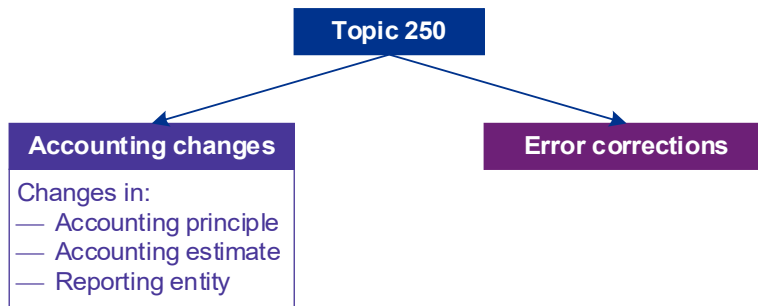 Topic 250
Accounting changes
Error corrections
Changes in:
— Accounting principle
— Accounting estimate
— Reporting entity